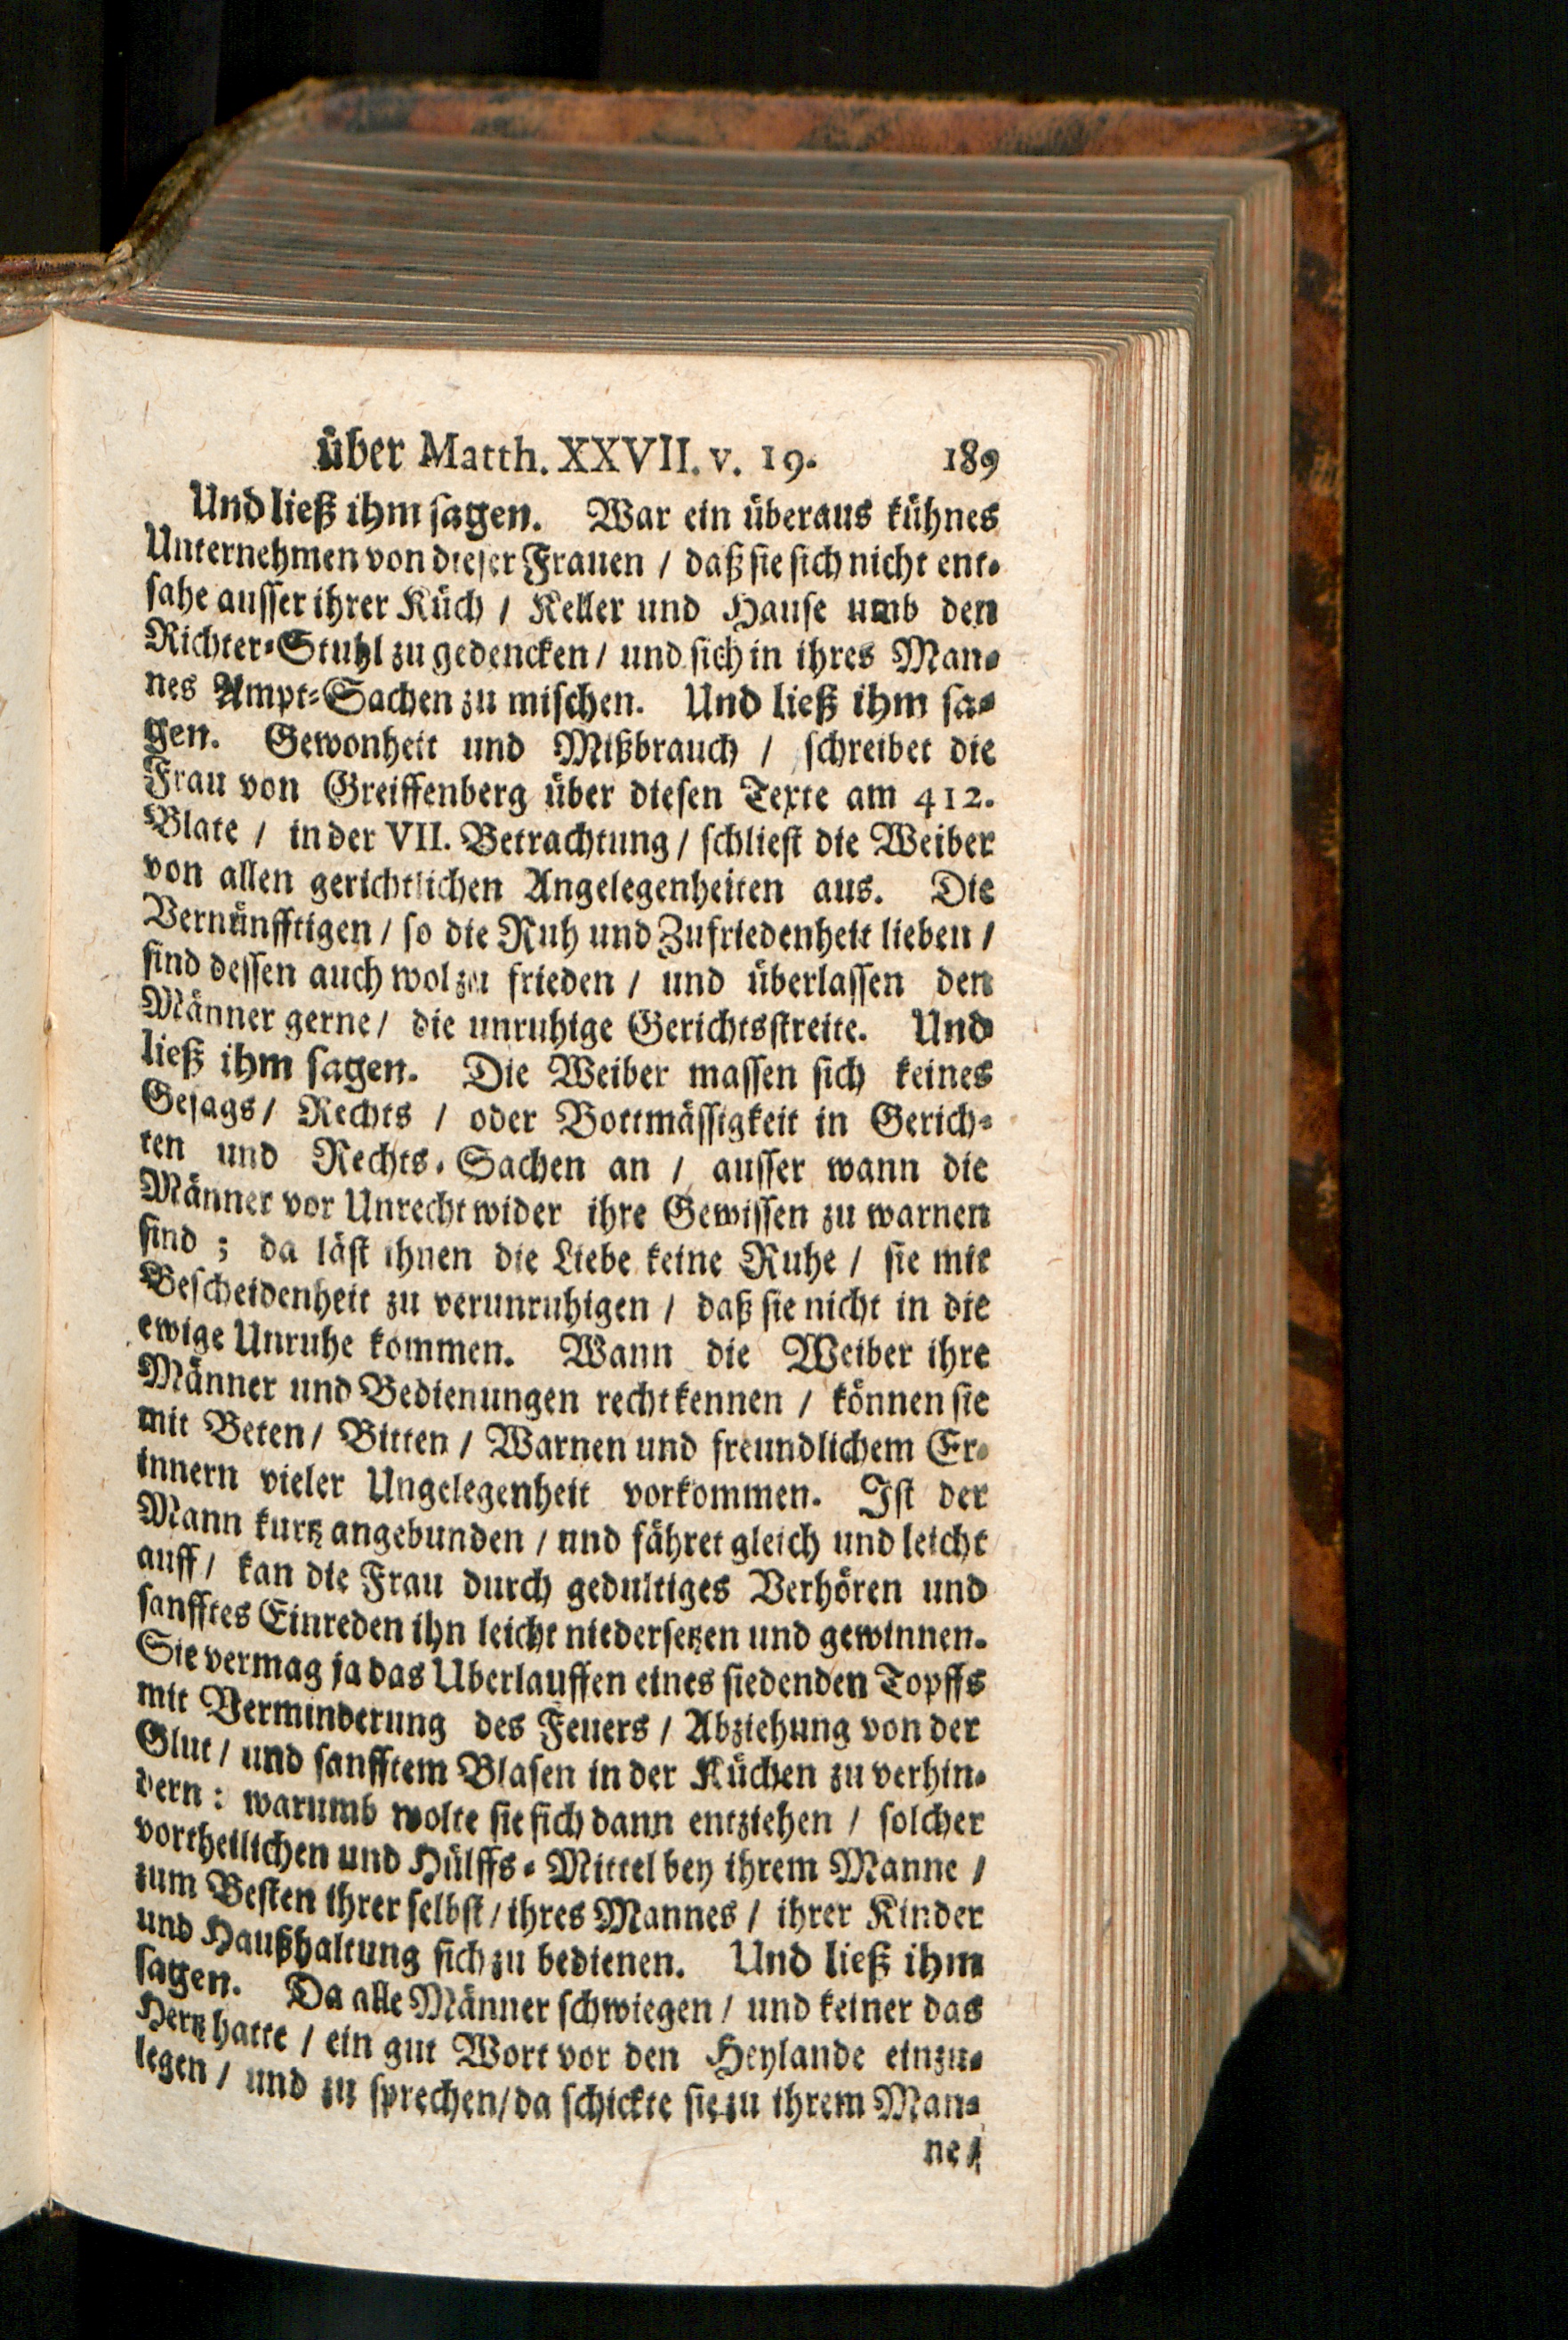 über Matth. XXVII. v. 19. 189
Und ließ ihm sagen. War ein überaus kühnes
Unternehmen von dieser Frauen / daß sie sich nicht ent-
sahe ausser ihrer Küch / Keller und Hause umb den
Richter-Stuhl zu gedencken / und sich in ihres Man-
nes Ampt-Sachen zu mischen. Und ließ ihm sa-
gen. Gewonheit und Mißbrauch / schreibet die
Frau von Greiffenberg über diesen Texte am 412.
Blate / in der VII. Betrachtung / schliest die Weiber
von allen gerichtlichen Angelegenheiten aus. Die
Vernünfftigen / so die Ruh und Zufriedenheit lieben /
sind dessen auch wol zu frieden / und überlassen den
Männer gerne / die unruhige Gerichtsstreite. Und
ließ ihm sagen. Die Weiber massen sich keines
Gesags / Rechts / oder Bottmässigkeit in Gerich-
ten und Rechts-Sachen an / ausser wann die
Männer vor Unrecht wider ihre Gewissen zu warnen
sind ; da läst ihnen die Liebe keine Ruhe / sie mit
Bescheidenheit zu verunruhigen / daß sie nicht in die
ewige Unruhe kommen. Wann die Weiber ihre
Männer und Bedienungen recht kennen / können sie
mit Beten / Bitten / Warnen und freundlichem Er-
innern vieler Ungelegenheit vorkommen. Ist der
Mann kurtz angebunden / und fähret gleich und leicht
auff / kan die Frau durch gedultiges Verhören und
sanfftes Einreden ihn leicht niedersetzen und gewinnen.
Sie vermag ja das Uberlauffen eines siedenden Topffs
mit Verminderung des Feuers / Abziehung von der
Glut / und sanfftem Blasen in der Küchen zu verhin-
dern : warumb wolte sie sich dann entziehen / solcher
vortheilichen und Hülffs-Mittel bey ihrem Manne /
zum Besten ihrer selbst / ihres Mannes / ihrer Kinder
und Haußhaltung sich zu bedienen. Und ließ ihm
sagen. Da alle Männer schwiegen / und keiner das
Hertz hatte / ein gut Wort vor den Heylande einzu-
legen / und zu sprechen / da schickte sie zu ihrem Man-
ne /